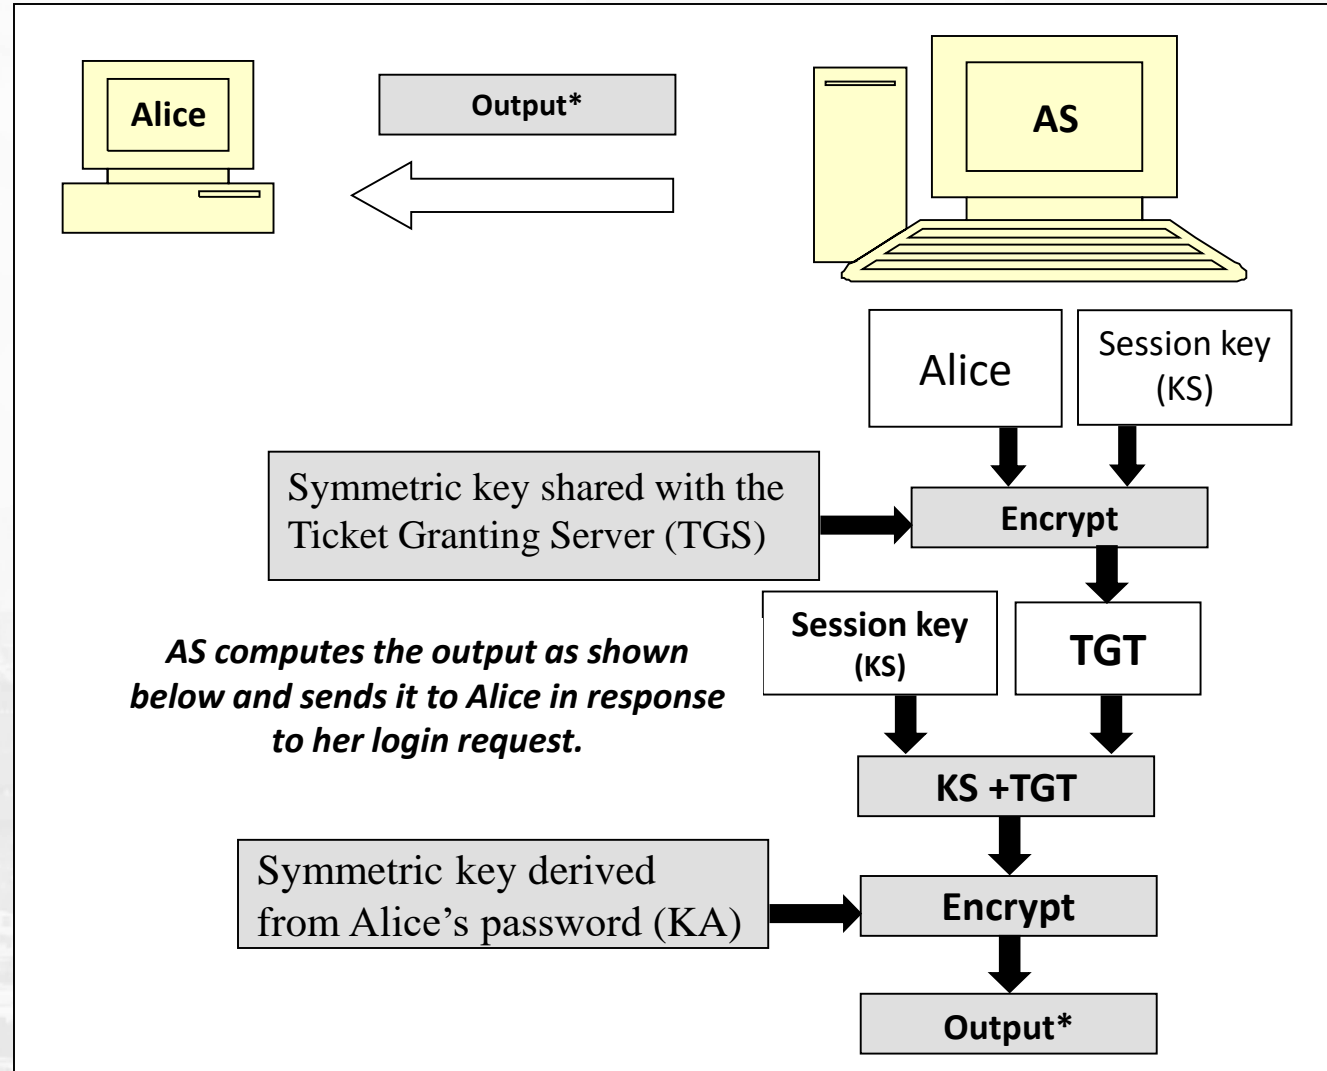 Alice
Output*
AS
Alice
Session key
(KS)
Symmetric key shared with the
Ticket Granting Server (TGS)
Encrypt
AS computes the output as shown
below and sends it to Alice in response
to her login request.
Session key
(KS)
TGT
KS +TGT
Symmetric key derived
from Alice’s password (KA)
Encrypt
Output*